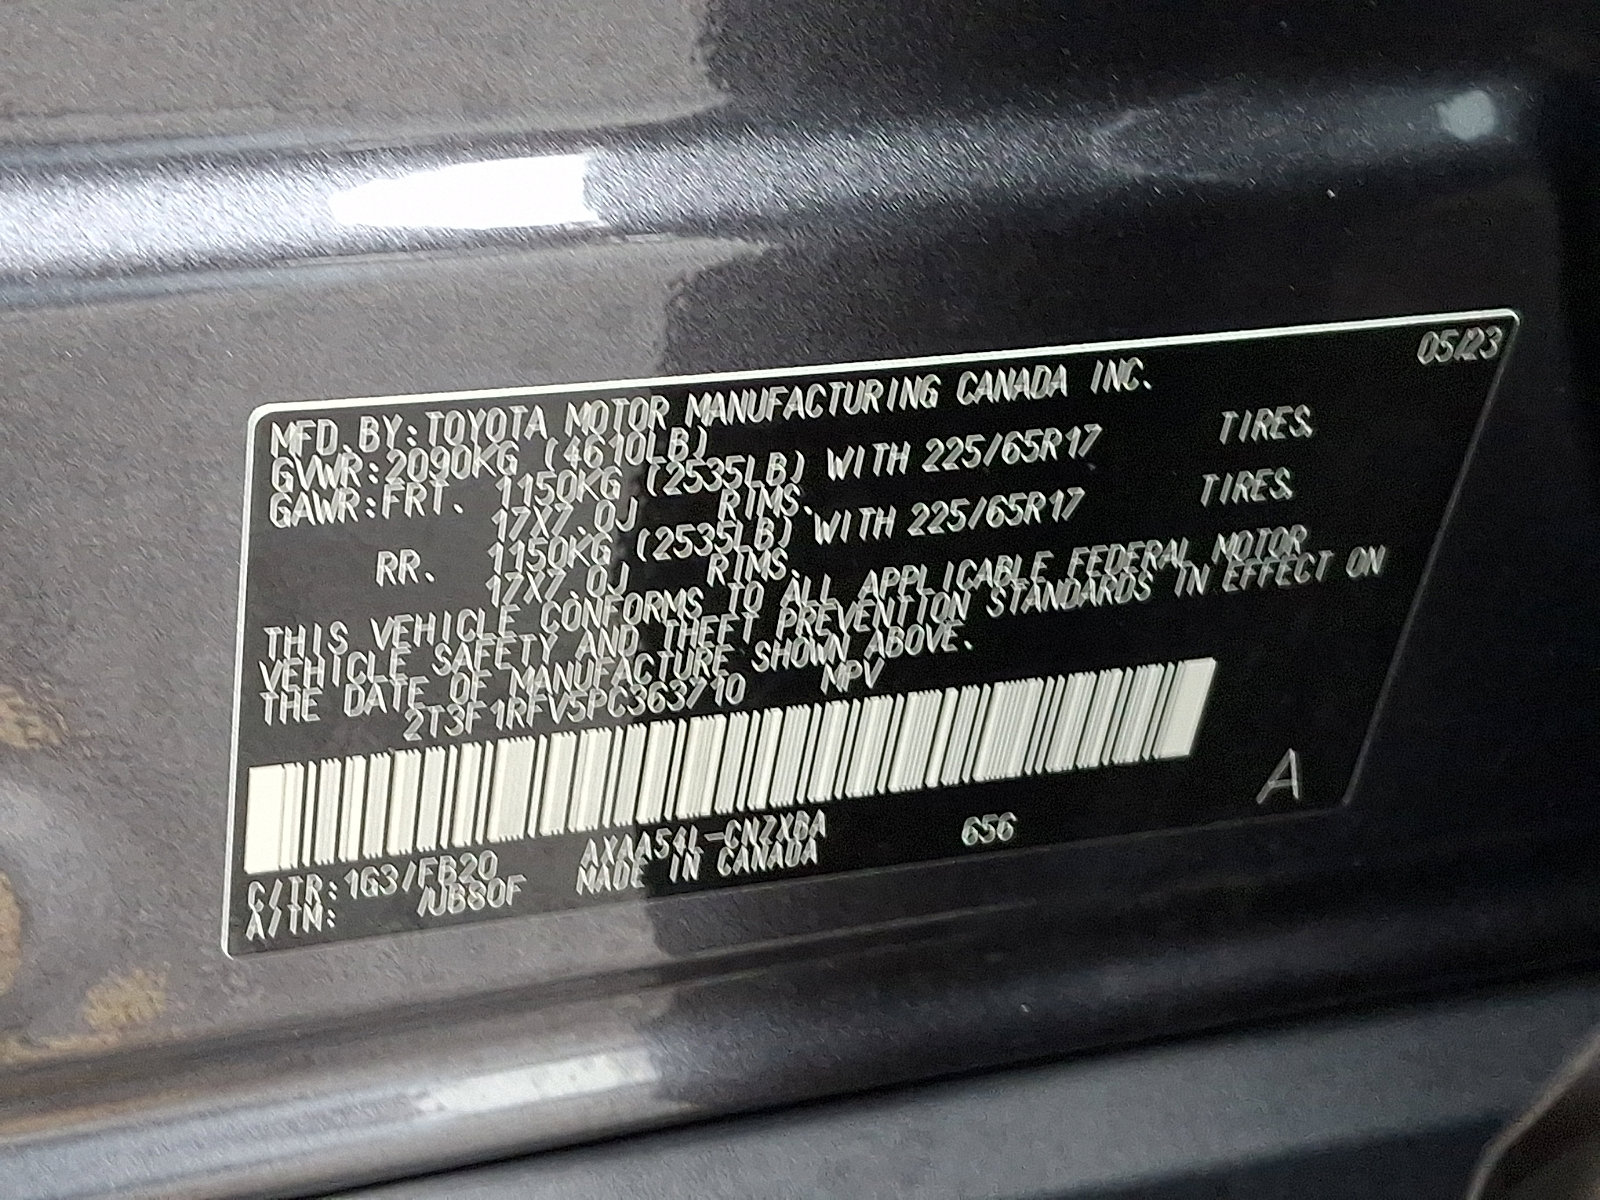 05/23
MFD. BY: TOYOTA MOTOR MANUFACTURING CANADA INC.
GVWR: 2090KG (4610LB)
GAWR: FRT. 1150KG (2535LB) WITH 225/65R17 TIRES,
17X7.0J RIMS.
RR. 1150KG (2535LB) WITH 225/65R17 TIRES,
17X7.0J RIMS.
THIS VEHICLE CONFORMS TO ALL APPLICABLE FEDERAL MOTOR
VEHICLE SAFETY AND THEFT PREVENTION STANDARDS IN EFFECT ON
THE DATE OF MANUFACTURE SHOWN ABOVE.
2T3F1RFV5PC363710 MPV
A
C/TR: 1G3/FB20 AXAA54L-CNZXBA 656
A/TM: /UB80F MADE IN CANADA